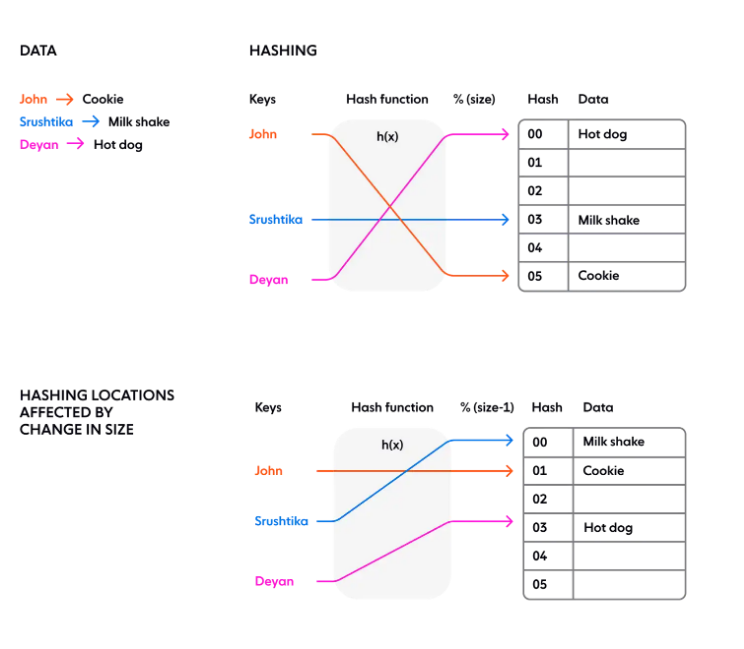 DATA
John → Cookie
Srushtika → Milk shake
Deyan → Hot dog
HASHING
Keys Hash function % (size) Hash Data
h(x)
John
Srushtika
Deyan
00 Hot dog
01
02
03 Milk shake
04
05 Cookie
HASHING LOCATIONS
AFFECTED BY
CHANGE IN SIZE
Keys Hash function % (size-1) Hash Data
h(x)
John
Srushtika
Deyan
00 Milk shake
01 Cookie
02
03 Hot dog
04
05